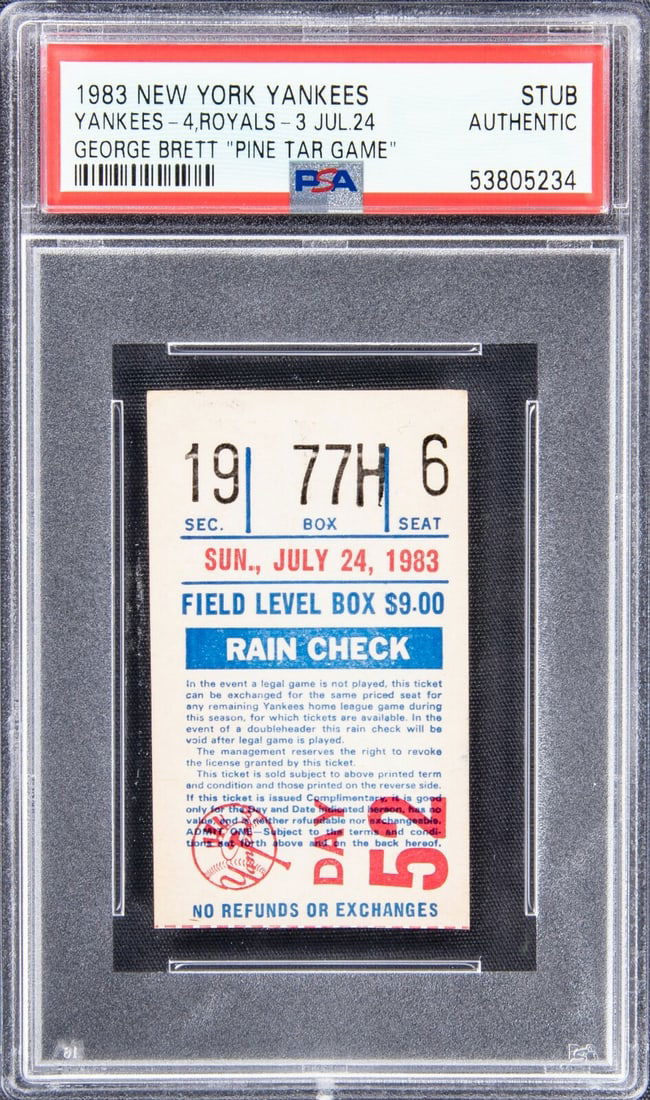 1983 NEW YORK YANKEES STUB
YANKEES-4,ROYALS-3 JUL.24 AUTHENTIC
GEORGE BRETT "PINE TAR GAME"
PSA 53805234
19 77H 6
SEC. BOX SEAT
SUN., JULY 24, 1983
FIELD LEVEL BOX $9.00
RAIN CHECK
In the event a legal game is not played, this ticket
can be exchanged for the same priced seat for
any remaining Yankees home league game during
this season, for which tickets are available. In the
event of a doubleheader this rain check will be
void after legal game is played.
The management reserves the right to revoke
the license granted by this ticket.
This ticket is sold subject to above printed term
and condition and those printed on the reverse side.
If this ticket is issued Complimentary, it is good
only for the Day and Date indicated hereon, has no
value and is neither refundable nor exchangeable.
ADMIT ONE Subject to the terms and condi-
tions set forth above and on the back hereof.
Yankees
DAY
52
NO REFUNDS OR EXCHANGES